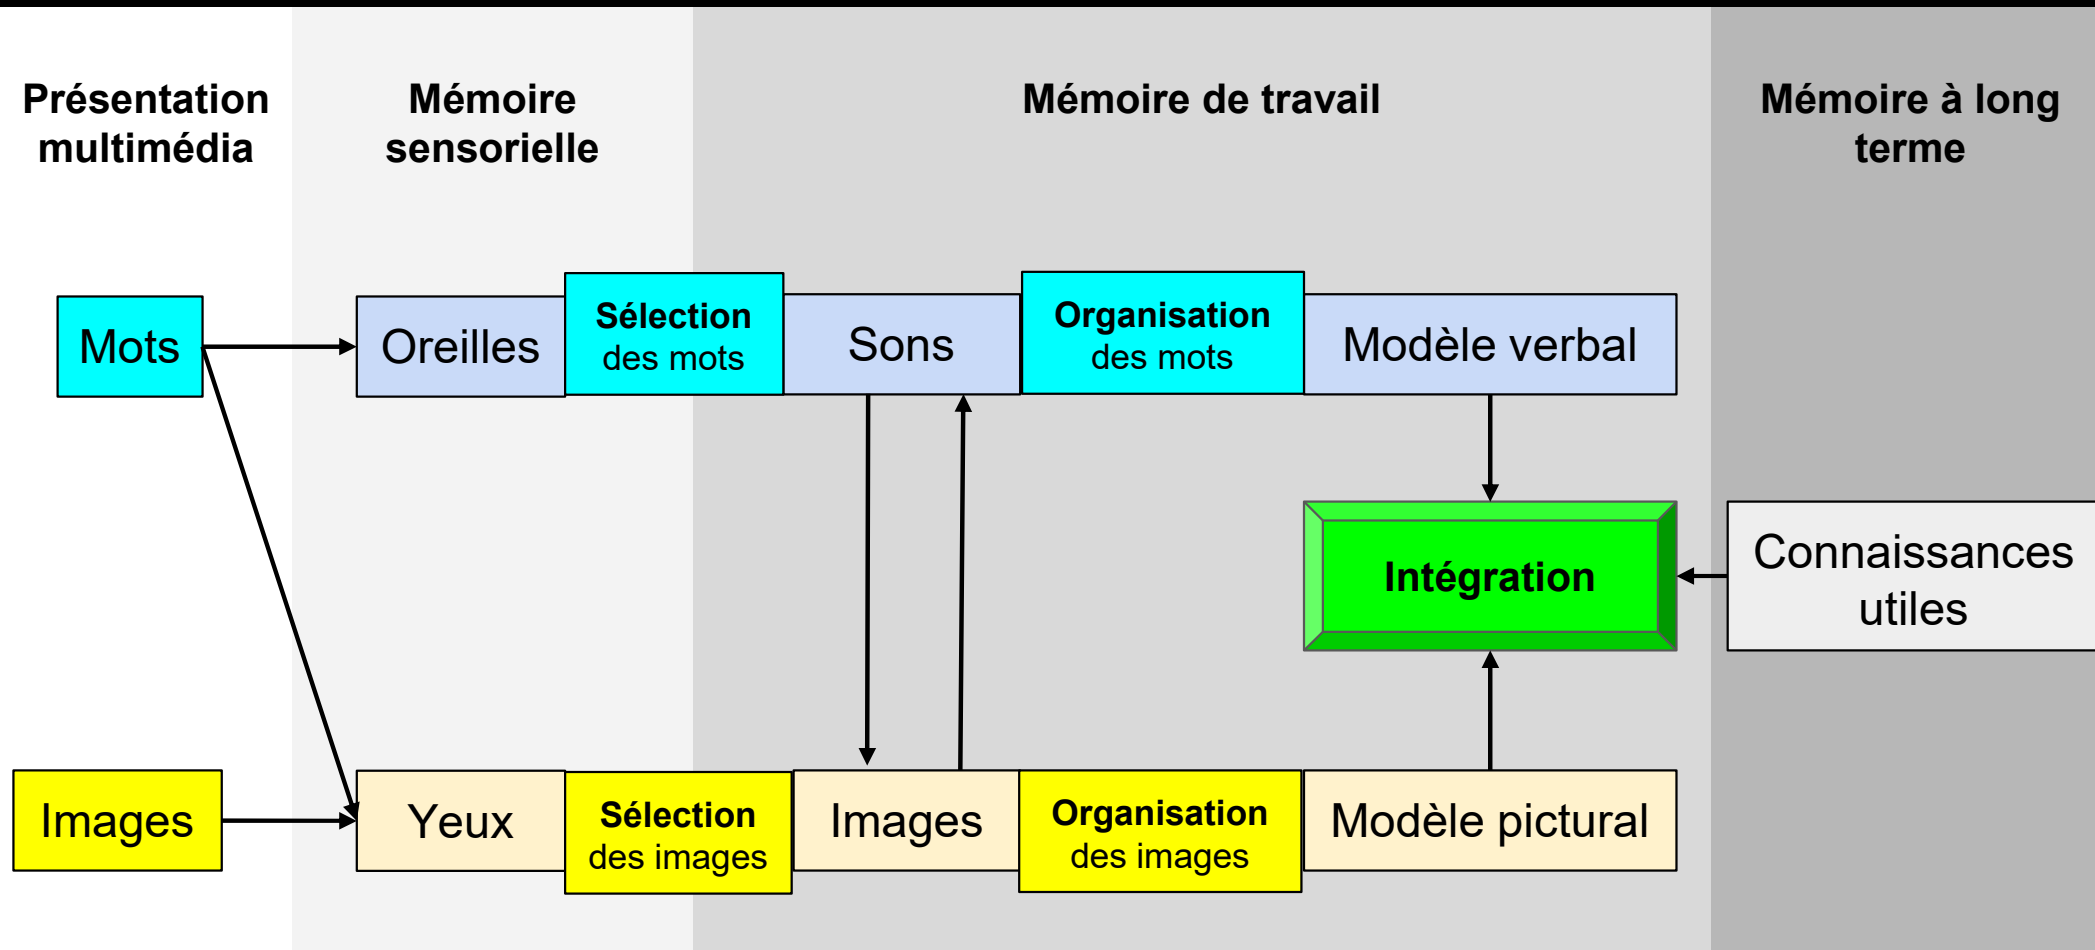 Présentation
multimédia
Mémoire
sensorielle
Mémoire de travail
Mémoire à long
terme
Mots
Oreilles
Sélection
des mots
Sons
Organisation
des mots
Modèle verbal
Intégration
Connaissances
utiles
Images
Yeux
Sélection
des images
Images
Organisation
des images
Modèle pictural